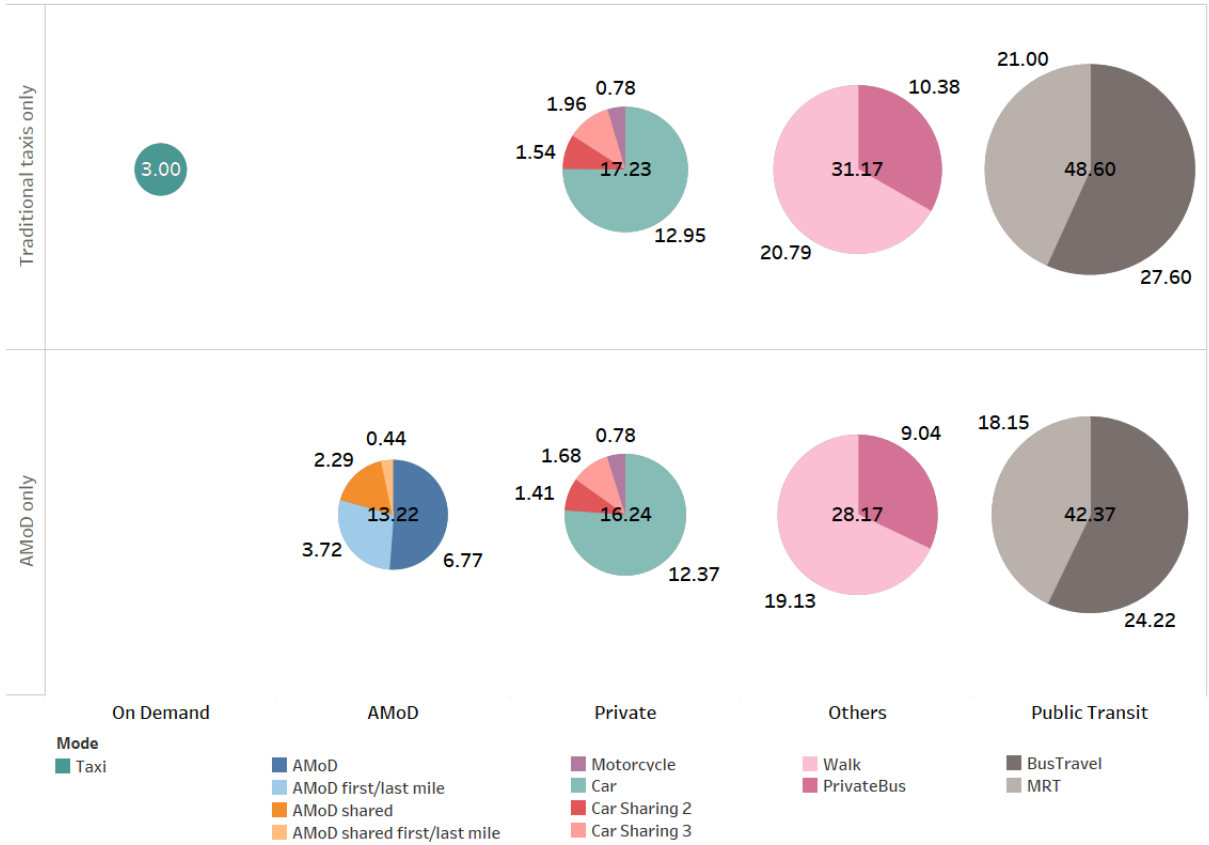 Traditional taxis only
3.00
0.78
1.96
1.54
17.23
12.95
10.38
31.17
20.79
21.00
48.60
27.60
AMoD only
0.44
2.29
13.22
3.72
6.77
0.78
1.68
1.41
16.24
12.37
9.04
28.17
19.13
18.15
42.37
24.22
On Demand
AMoD
Private
Others
Public Transit
Mode
Taxi
AMoD
AMoD first/last mile
AMoD shared
AMoD shared first/last mile
Motorcycle
Car
Car Sharing 2
Car Sharing 3
Walk
PrivateBus
BusTravel
MRT